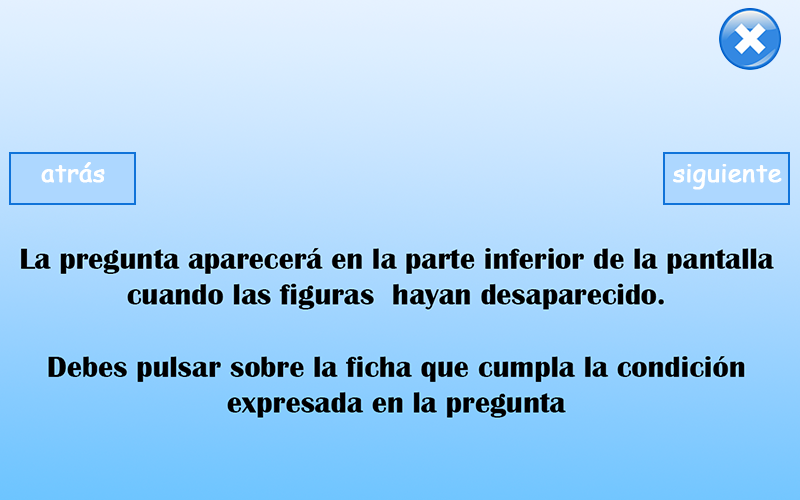 atrás
siguiente
La pregunta aparecerá en la parte inferior de la pantalla
cuando las figuras hayan desaparecido.
Debes pulsar sobre la ficha que cumpla la condición
expresada en la pregunta